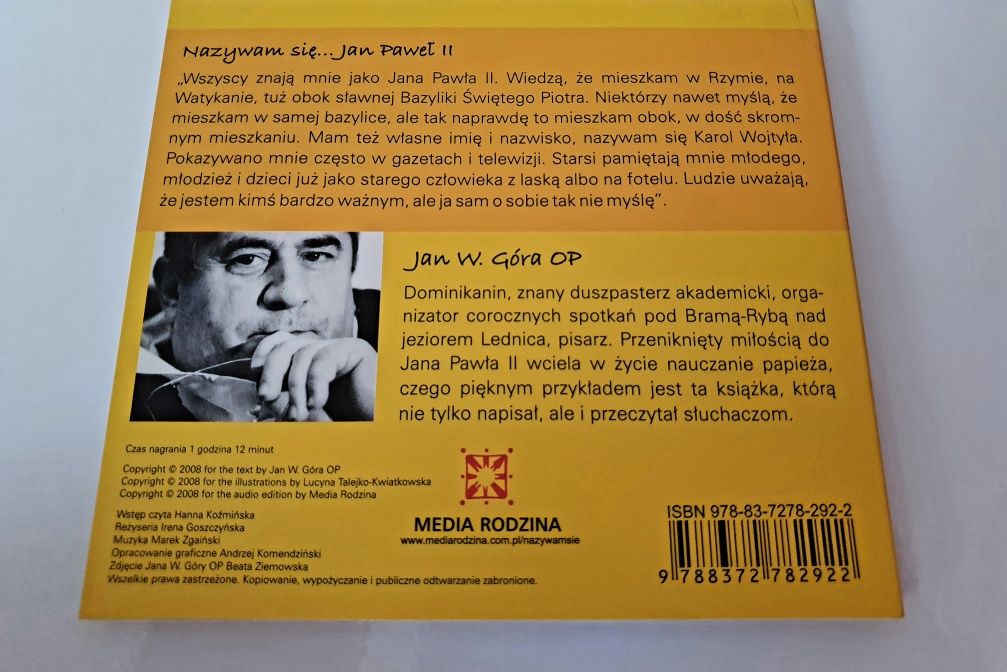 Nazywam się... Jan Paweł II
„Wszyscy znają mnie jako Jana Pawła II. Wiedzą, że mieszkam w Rzymie, na
Watykanie, tuż obok sławnej Bazyliki Świętego Piotra. Niektórzy nawet myślą, że
mieszkam w samej bazylice, ale tak naprawdę to mieszkam obok, w dość skrom-
nym mieszkaniu. Mam też własne imię i nazwisko, nazywam się Karol Wojtyła.
Pokazywano mnie często w gazetach i telewizji. Starsi pamiętają mnie młodego,
młodzież i dzieci już jako starego człowieka z laską albo na fotelu. Ludzie uważają,
że jestem kimś bardzo ważnym, ale ja sam o sobie tak nie myślę”.
Jan W. Góra OP
Dominikanin, znany duszpasterz akademicki, orga-
nizator corocznych spotkań pod Bramą-Rybą nad
jeziorem Lednica, pisarz. Przeniknięty miłością do
Jana Pawła II wciela w życie nauczanie papieża,
czego pięknym przykładem jest ta książka, którą
nie tylko napisał, ale i przeczytał słuchaczom.
Czas nagrania 1 godzina 12 minut
Copyright © 2008 for the text by Jan W. Góra OP
Copyright © 2008 for the illustrations by Lucyna Talejko-Kwiatkowska
Copyright © 2008 for the audio edition by Media Rodzina
Wstęp czyta Hanna Koźmińska
Reżyseria Irena Goszczyńska
Muzyka Marek Zgaiński
Opracowanie graficzne Andrzej Komendziński
Zdjęcie Jana W. Góry OP Beata Ziemowska
Wszelkie prawa zastrzeżone. Kopiowanie, wypożyczanie i publiczne odtwarzanie zabronione.
MEDIA RODZINA
www.mediarodzina.com.pl/nazywamsie
ISBN 978-83-7278-292-2
9 788372 782922